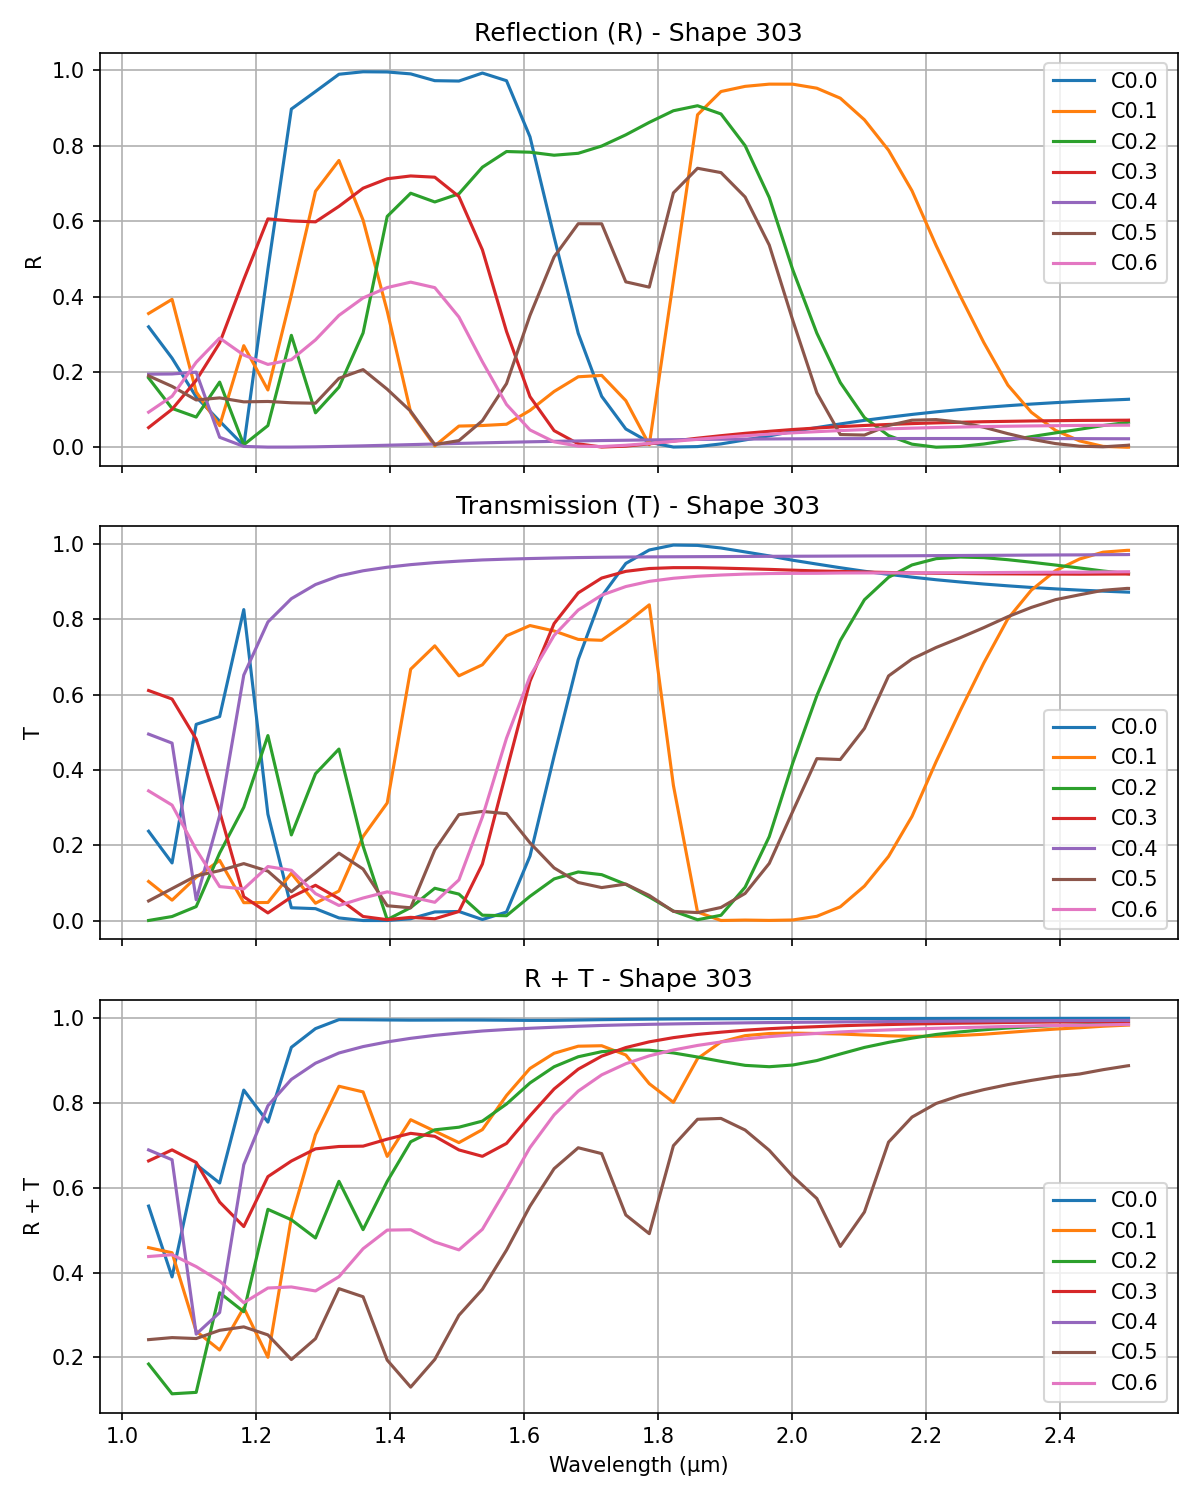 Reflection (R) - Shape 303
1.0
0.8
0.6
0.4
0.2
0.0
R
C0.0
C0.1
C0.2
C0.3
C0.4
C0.5
C0.6
Transmission (T) - Shape 303
1.0
0.8
0.6
0.4
0.2
0.0
T
C0.0
C0.1
C0.2
C0.3
C0.4
C0.5
C0.6
R + T - Shape 303
1.0
0.8
0.6
0.4
0.2
R + T
C0.0
C0.1
C0.2
C0.3
C0.4
C0.5
C0.6
1.0 1.2 1.4 1.6 1.8 2.0 2.2 2.4
Wavelength (μm)